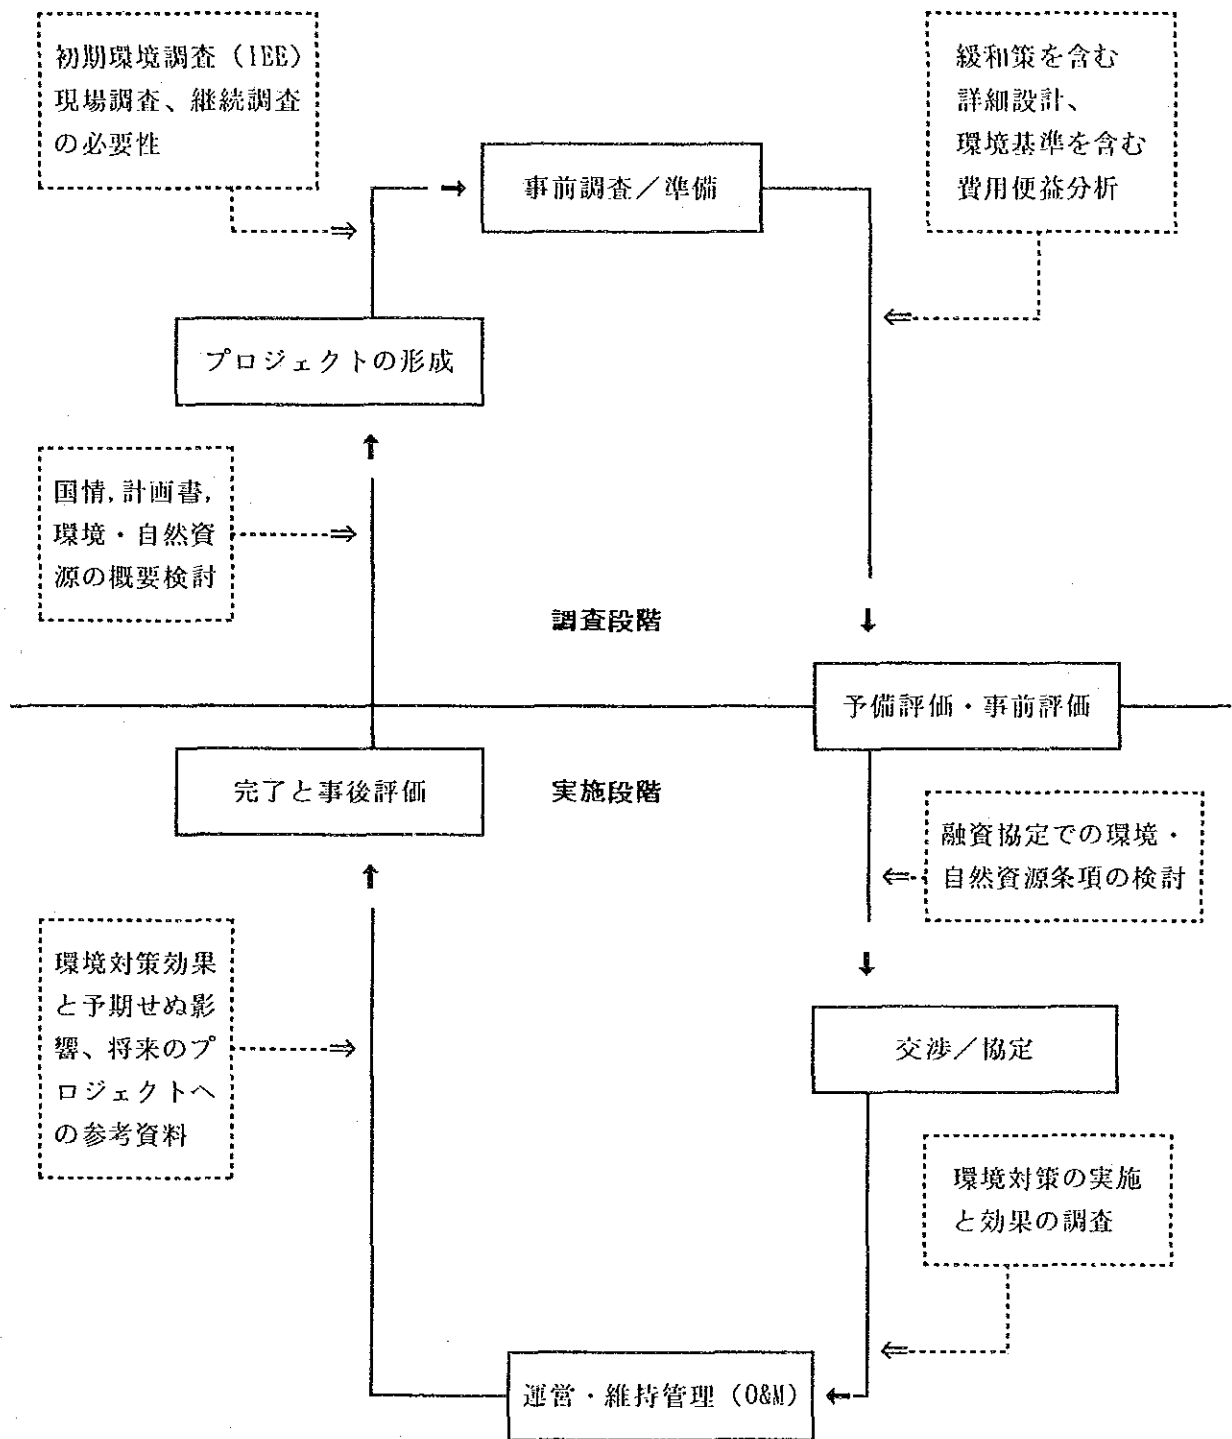 初期環境調査（IEE）
現場調査、継続調査
の必要性
緩和策を含む
詳細設計、
環境基準を含む
費用便益分析
事前調査／準備
プロジェクトの形成
国情,計画書,
環境・自然資
源の概要検討
調査段階
予備評価・事前評価
完了と事後評価
実施段階
融資協定での環境・
自然資源条項の検討
環境対策効果
と予期せぬ影
響、将来のプ
ロジェクトへ
の参考資料
交渉／協定
環境対策の実施
と効果の調査
運営・維持管理（O&M）